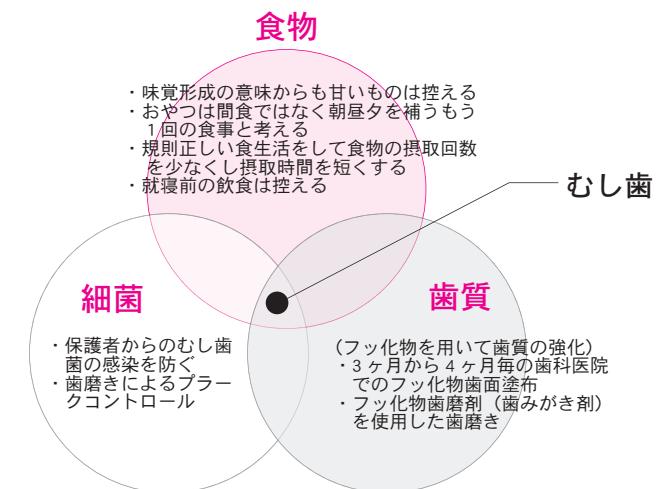 食物
・味覚形成の意味からも甘いものは控える
・おやつは間食ではなく朝昼夕を補うもう
１回の食事と考える
・規則正しい食生活をして食物の摂取回数
を少なくし摂取時間を短くする
・就寝前の飲食は控える
むし歯
細菌
・保護者からのむし歯
菌の感染を防ぐ
・歯磨きによるプラー
クコントロール
歯質
（フッ化物を用いて歯質の強化）
・３ヶ月から４ヶ月毎の歯科医院
でのフッ化物歯面塗布
・フッ化物歯磨剤（歯みがき剤）
を使用した歯磨き